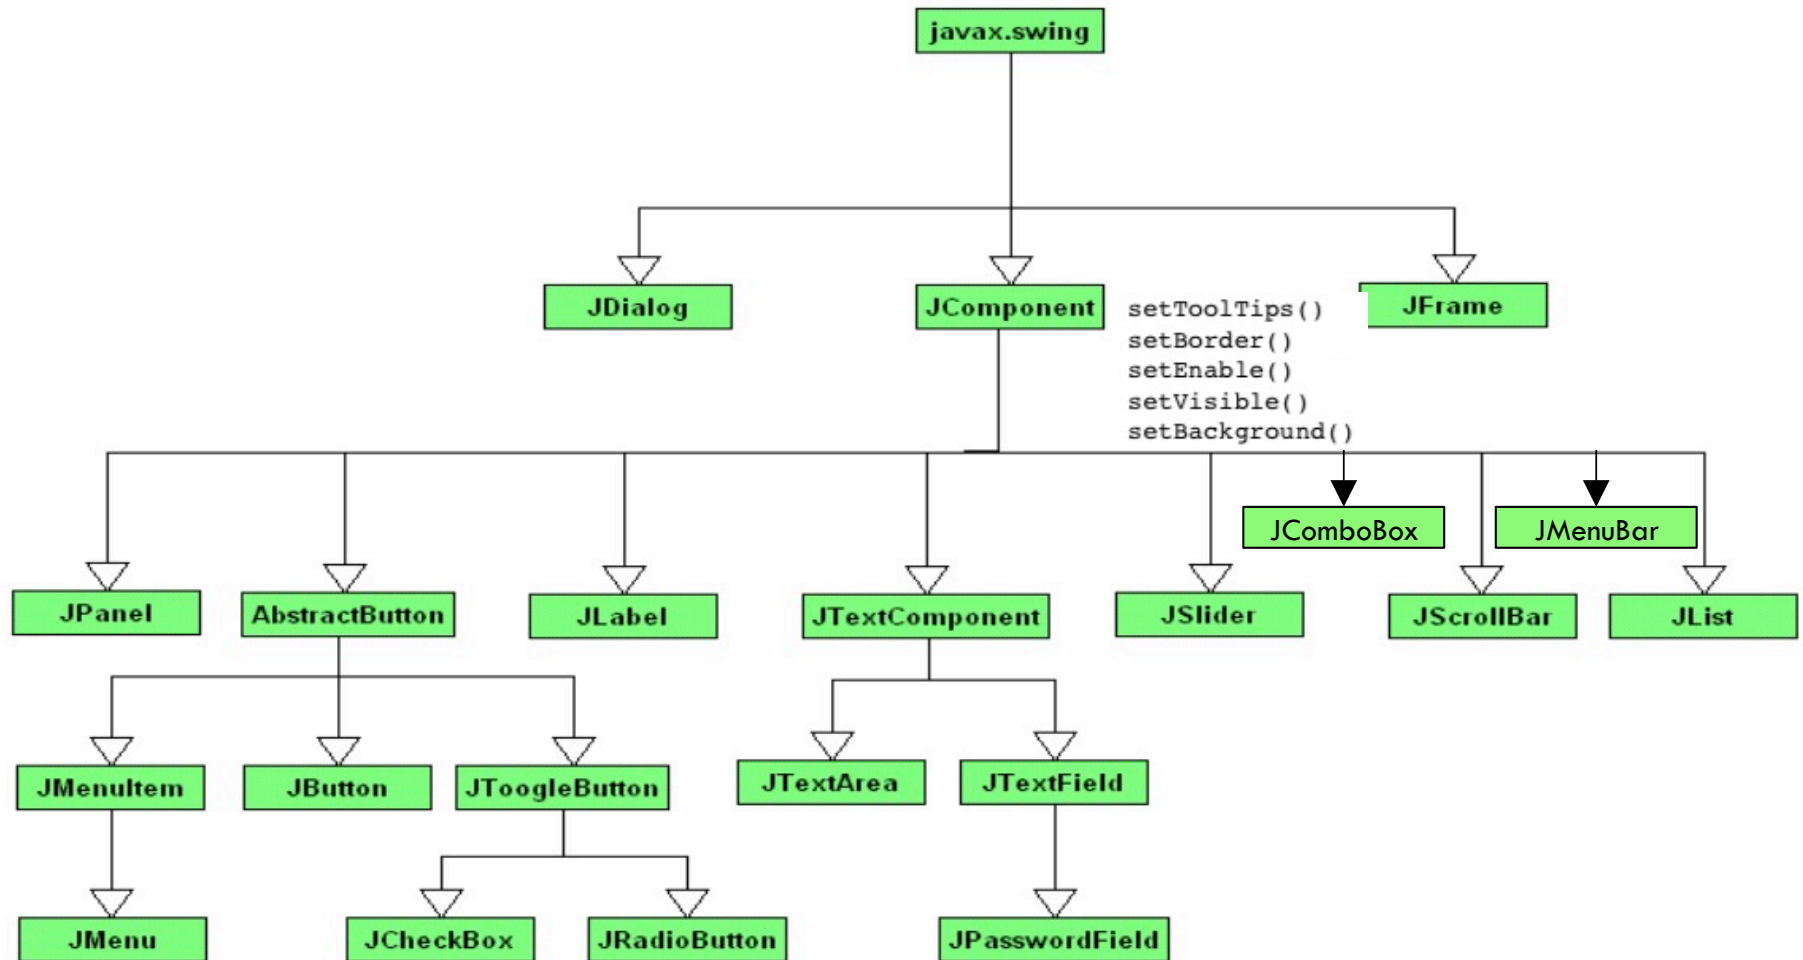 javax.swing
JDialog
JComponent
JFrame
setToolTips()
setBorder()
setEnable()
setVisible()
setBackground()
JComboBox
JMenuBar
JPanel
AbstractButton
JLabel
JTextComponent
JSlider
JScrollBar
JList
JMenuItem
JButton
JToogleButton
JTextArea
JTextField
JMenu
JCheckBox
JRadioButton
JPasswordField